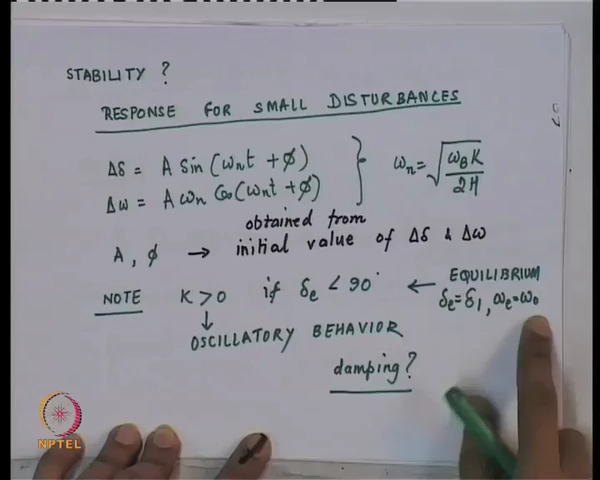 STABILITY ?
RESPONSE FOR SMALL DISTURBANCES
Δδ = A sin (ωnt + φ)
Δω = A ωn Cos (ωnt + φ)
ωn = √(ωB K / 2H)
A, φ → obtained from
initial value of Δδ & Δω
NOTE K > 0 if δe < 90° ← EQUILIBRIUM
δe = δ1, ωe = ω0
↓
OSCILLATORY BEHAVIOR
damping?
NPTEL